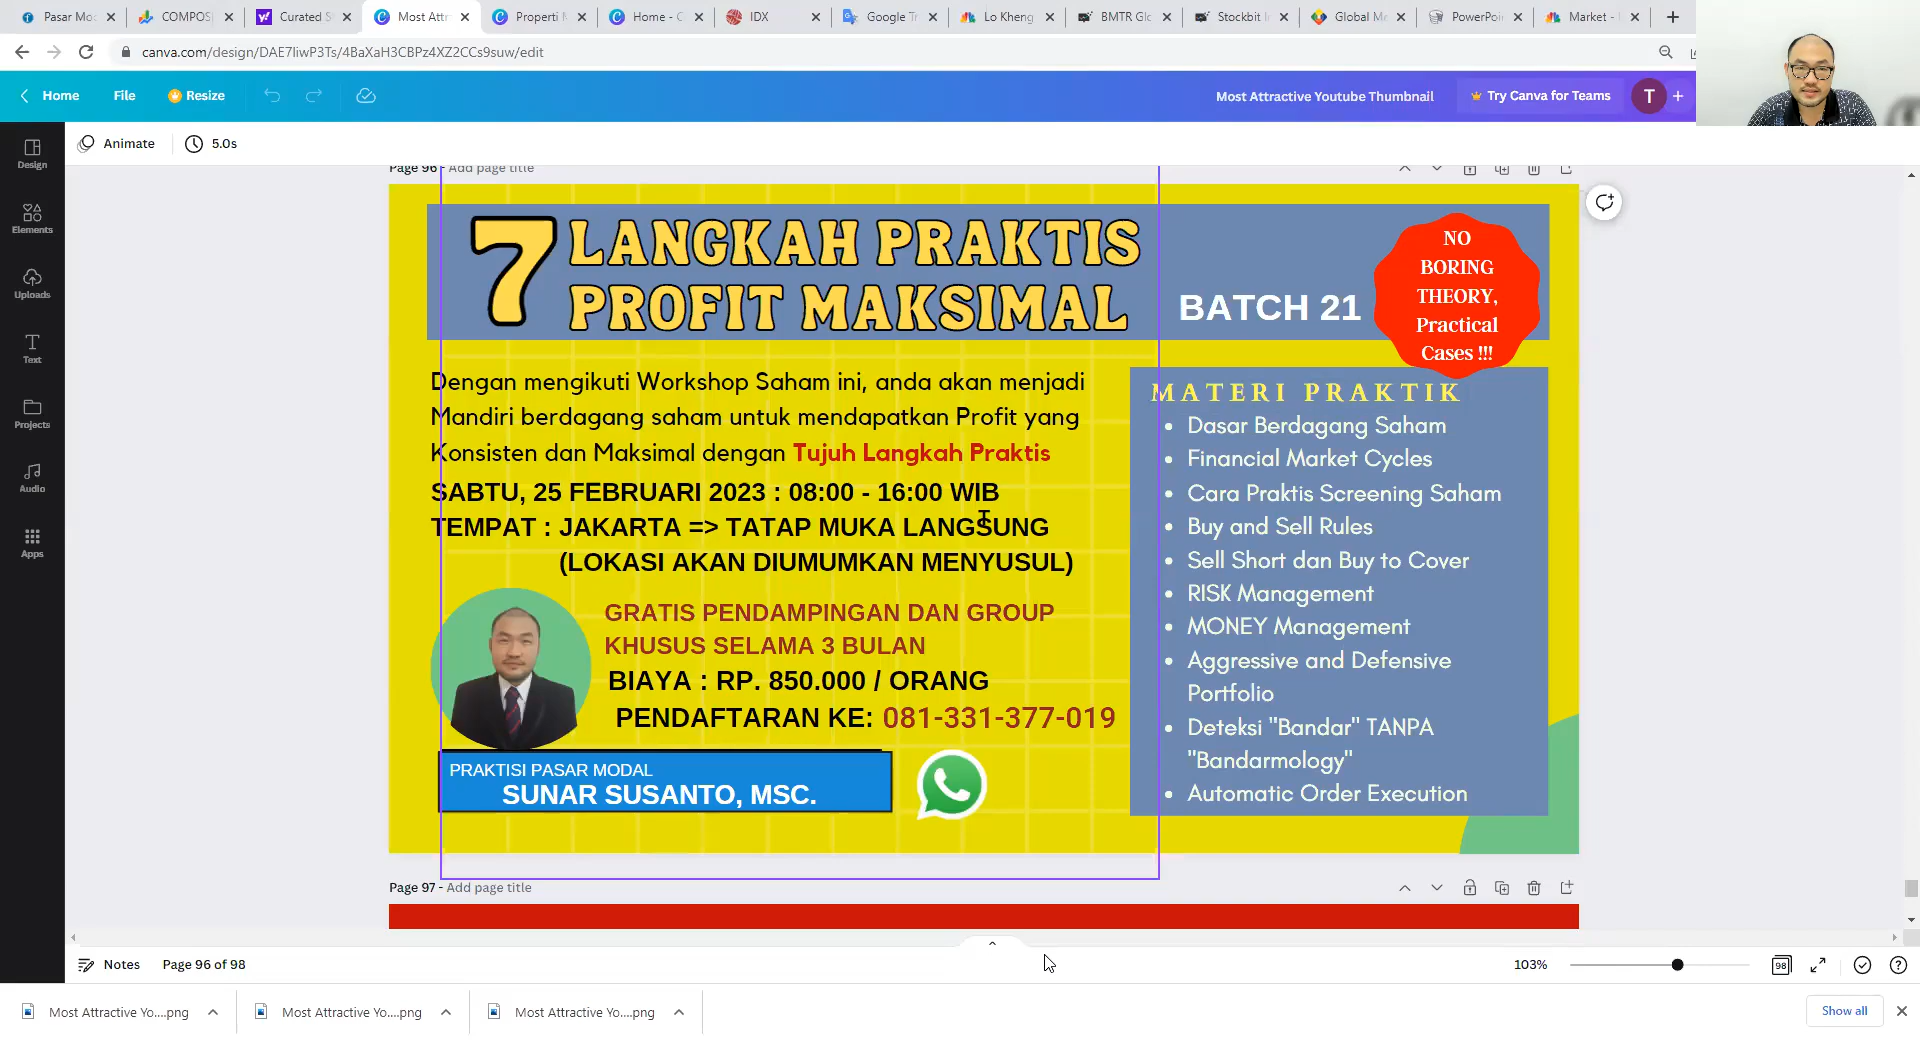 Pasar Mo
COMPOS
Curated S
Most Attr
Properti
Home - C
IDX
Google Tr
Lo Kheng
BMTR Glo
Stockbit I
Global M
PowerPoi
Market -
canva.com/design/DAE7liwP3Ts/4BaXaH3CBPz4XZ2CCs9suw/edit
Home
File
Resize
Most Attractive Youtube Thumbnail
Try Canva for Teams
T
Design
Elements
Uploads
Text
Projects
Audio
Apps
Animate
5.0s
Page 96 - Add page title
7 LANGKAH PRAKTIS
PROFIT MAKSIMAL
BATCH 21
NO
BORING
THEORY,
Practical
Cases !!!
Dengan mengikuti Workshop Saham ini, anda akan menjadi
Mandiri berdagang saham untuk mendapatkan Profit yang
Konsisten dan Maksimal dengan Tujuh Langkah Praktis
SABTU, 25 FEBRUARI 2023 : 08:00 - 16:00 WIB
TEMPAT : JAKARTA => TATAP MUKA LANGSUNG
(LOKASI AKAN DIUMUMKAN MENYUSUL)
GRATIS PENDAMPINGAN DAN GROUP
KHUSUS SELAMA 3 BULAN
BIAYA : RP. 850.000 / ORANG
PENDAFTARAN KE: 081-331-377-019
PRAKTISI PASAR MODAL
SUNAR SUSANTO, MSC.
MATERI PRAKTIK
• Dasar Berdagang Saham
• Financial Market Cycles
• Cara Praktis Screening Saham
• Buy and Sell Rules
• Sell Short dan Buy to Cover
• RISK Management
• MONEY Management
• Aggressive and Defensive
Portfolio
• Deteksi "Bandar" TANPA
"Bandarmology"
• Automatic Order Execution
Page 97 - Add page title
Notes
Page 96 of 98
103%
98
Most Attractive Yo....png
Most Attractive Yo....png
Most Attractive Yo....png
Show all